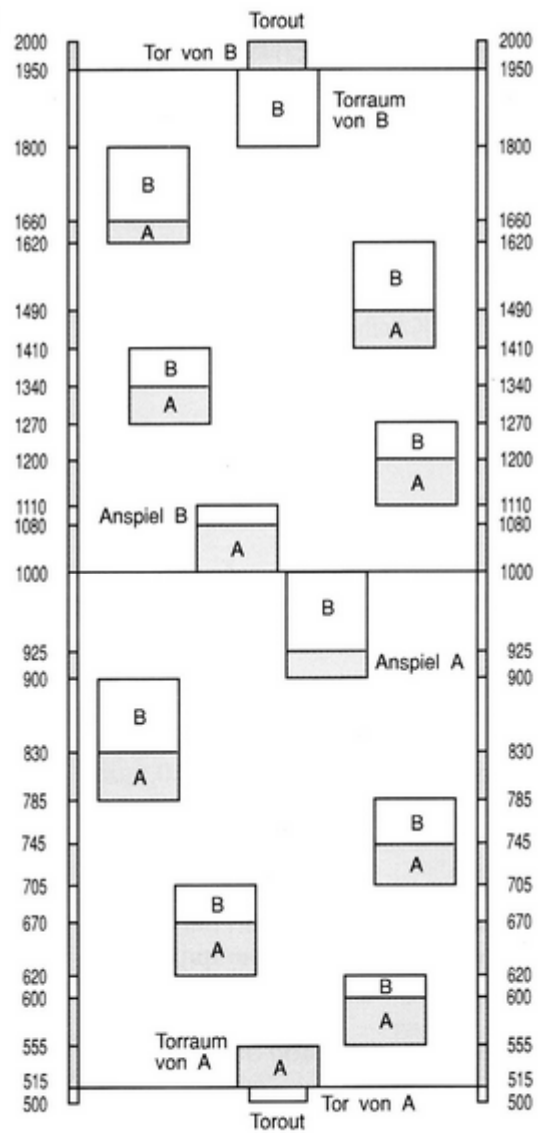 Torout
2000 Tor von B 2000
1950 1950
B Torraum
von B
1800 1800
B
1660 1660
A
1620 1620
B
1490 1490
A
1410 1410
B
1340 1340
A
1270 1270
B
1200 1200
A
1110 1110
Anspiel B
1080 1080
A
1000 1000
B
925 925
Anspiel A
900 900
B
830 830
A
785 785
B
745 745
A
705 705
B
670 670
A
620 620
B
600 600
A
555 555
Torraum
von A
A
515 515
500 Tor von A 500
Torout